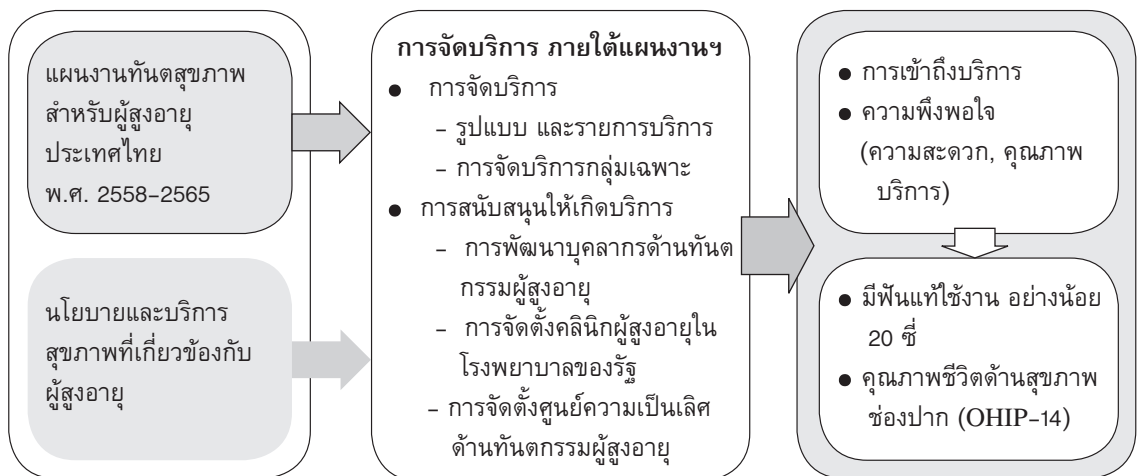 แผนงานทันตสุขภาพ
สำหรับผู้สูงอายุ
ประเทศไทย
พ.ศ. 2558-2565
นโยบายและบริการ
สุขภาพที่เกี่ยวข้องกับ
ผู้สูงอายุ
การจัดบริการ ภายใต้แผนงานฯ
● การจัดบริการ
- รูปแบบ และรายการบริการ
- การจัดบริการกลุ่มเฉพาะ
● การสนับสนุนให้เกิดบริการ
- การพัฒนาบุคลากรด้านทันต
กรรมผู้สูงอายุ
- การจัดตั้งคลินิกผู้สูงอายุใน
โรงพยาบาลของรัฐ
- การจัดตั้งศูนย์ความเป็นเลิศ
ด้านทันตกรรมผู้สูงอายุ
● การเข้าถึงบริการ
● ความพึงพอใจ
(ความสะดวก, คุณภาพ
บริการ)
● มีฟันแท้ใช้งาน อย่างน้อย
20 ซี่
● คุณภาพชีวิตด้านสุขภาพ
ช่องปาก (OHIP-14)